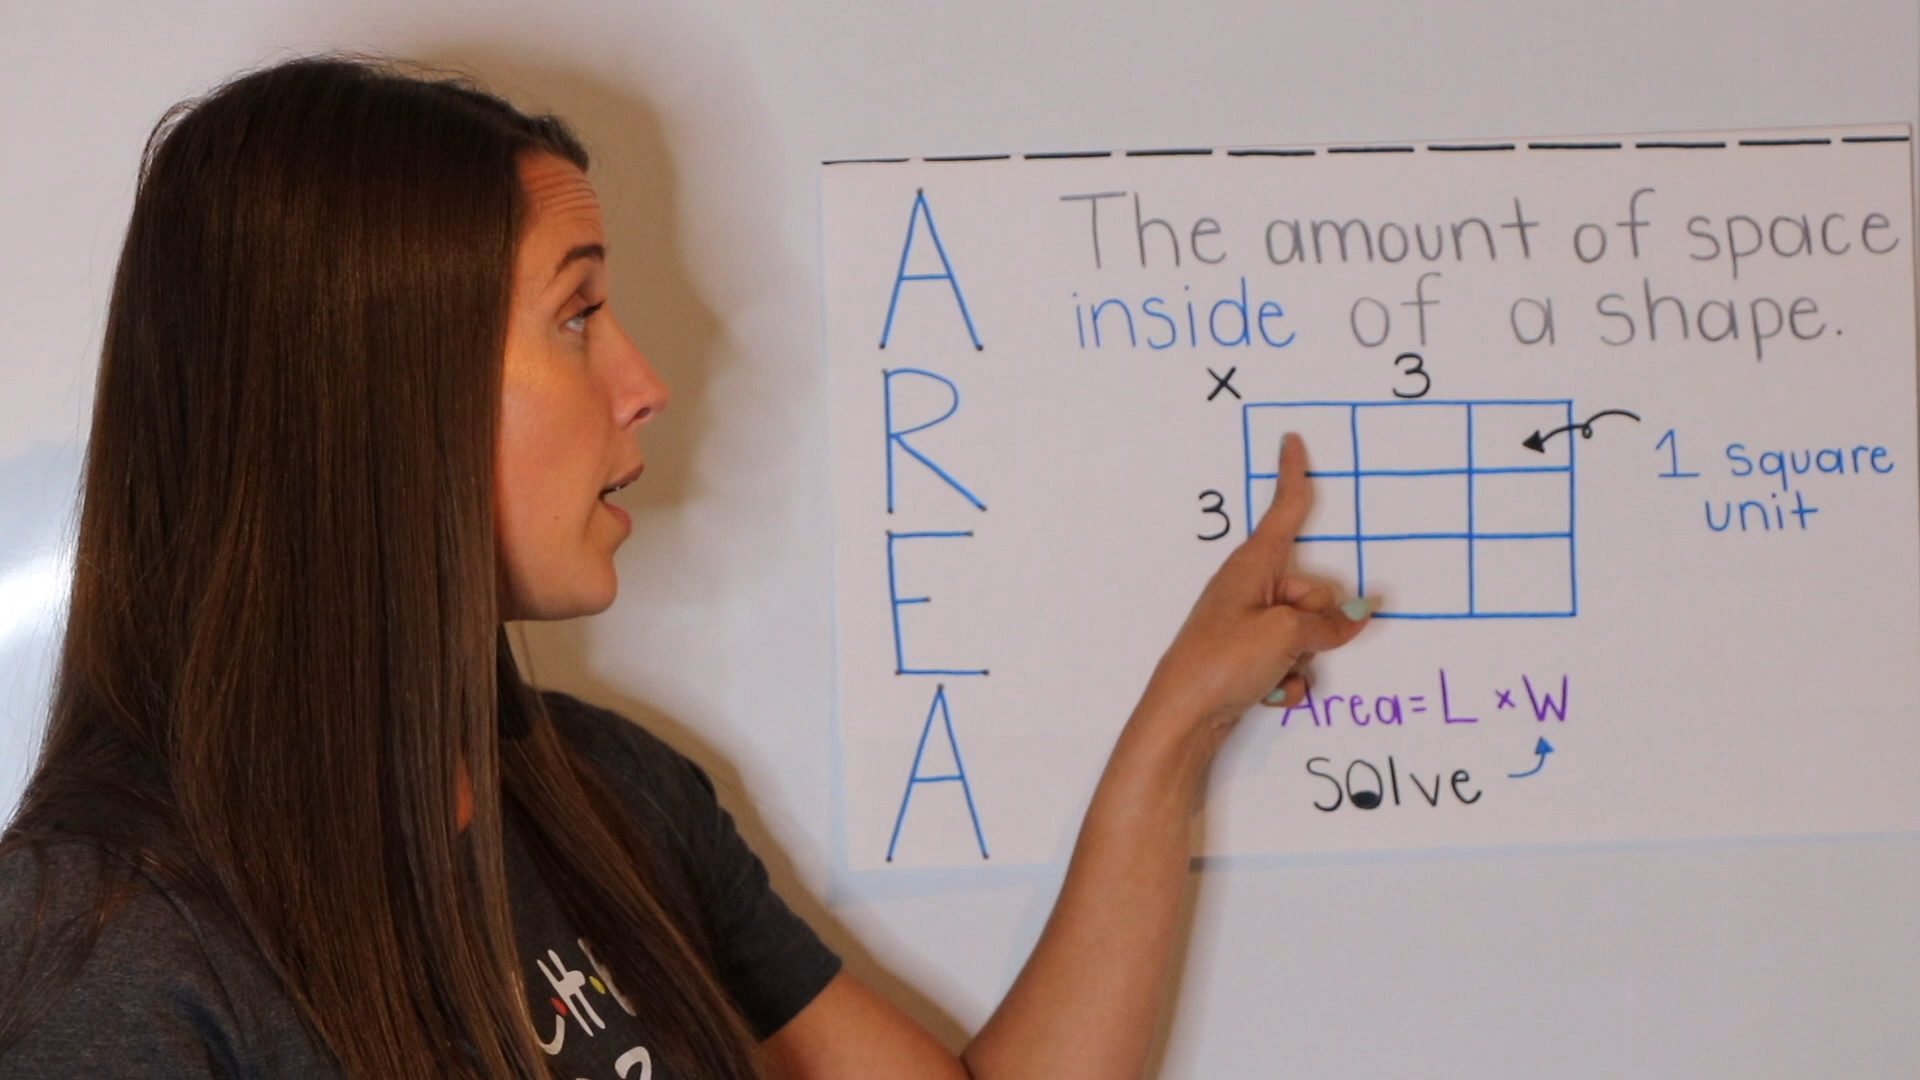 AREA
The amount of space
inside of a shape.
x 3
3
1 square
unit
Area = L x W
Solve